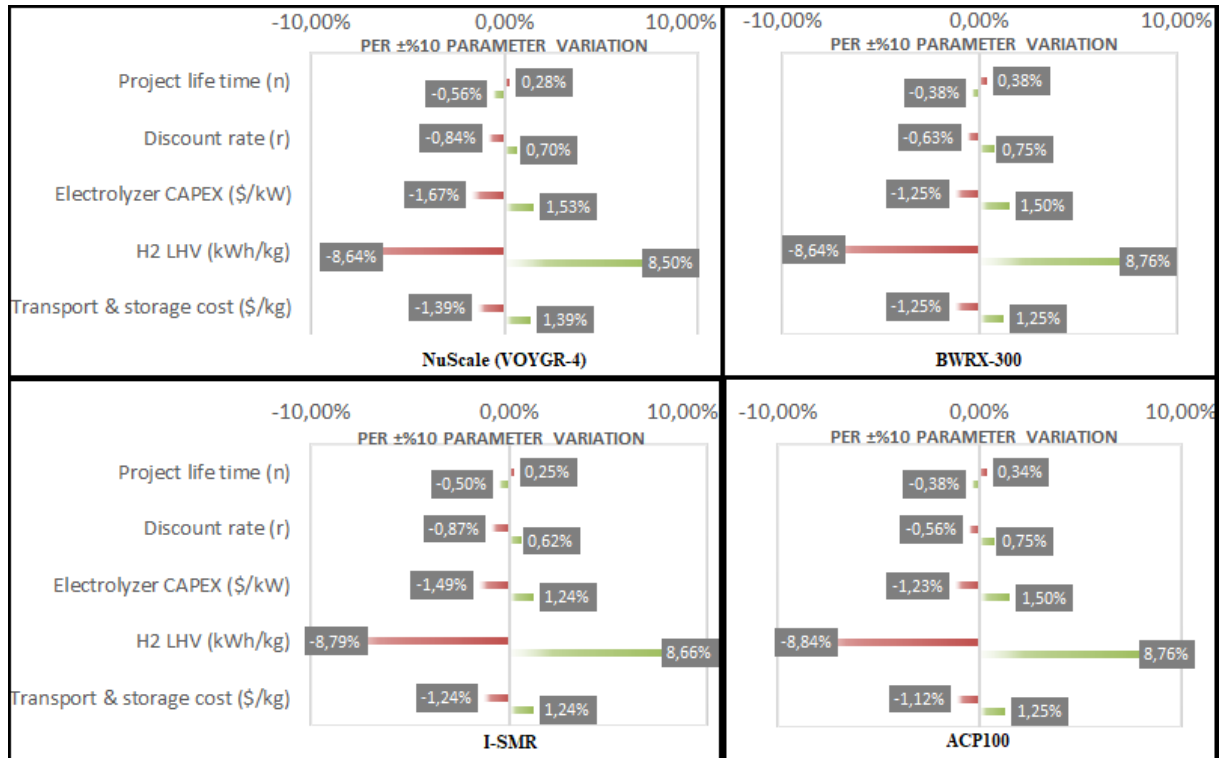 -10,00% 0,00% 10,00%
PER ±%10 PARAMETER VARIATION
Project life time (n) -0,56% 0,28%
Discount rate (r) -0,84% 0,70%
Electrolyzer CAPEX ($/kW) -1,67% 1,53%
H2 LHV (kWh/kg) -8,64% 8,50%
Transport & storage cost ($/kg) -1,39% 1,39%
NuScale (VOYGR-4)
-10,00% 0,00% 10,00%
PER ±%10 PARAMETER VARIATION
-0,38% 0,38%
-0,63% 0,75%
-1,25% 1,50%
-8,64% 8,76%
-1,25% 1,25%
BWRX-300
-10,00% 0,00% 10,00%
PER ±%10 PARAMETER VARIATION
Project life time (n) -0,50% 0,25%
Discount rate (r) -0,87% 0,62%
Electrolyzer CAPEX ($/kW) -1,49% 1,24%
H2 LHV (kWh/kg) -8,79% 8,66%
Transport & storage cost ($/kg) -1,24% 1,24%
I-SMR
-10,00% 0,00% 10,00%
PER ±%10 PARAMETER VARIATION
-0,38% 0,34%
-0,56% 0,75%
-1,23% 1,50%
-8,84% 8,76%
-1,12% 1,25%
ACP100